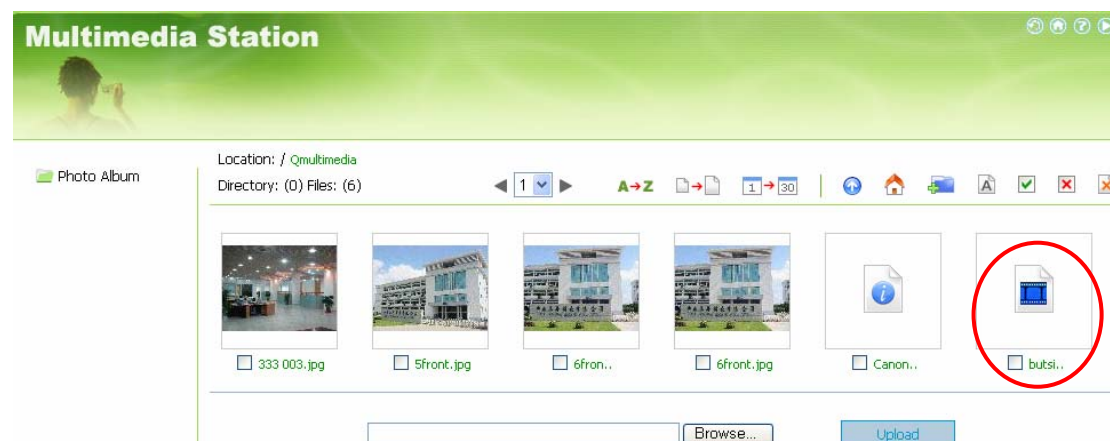 Multimedia Station
Photo Album
Location: / Qmultimedia
Directory: (0) Files: (6)
1
A→Z
1→30
A
333 003.jpg
5front.jpg
6fron..
6front.jpg
Canon..
butsi..
Browse...
Upload